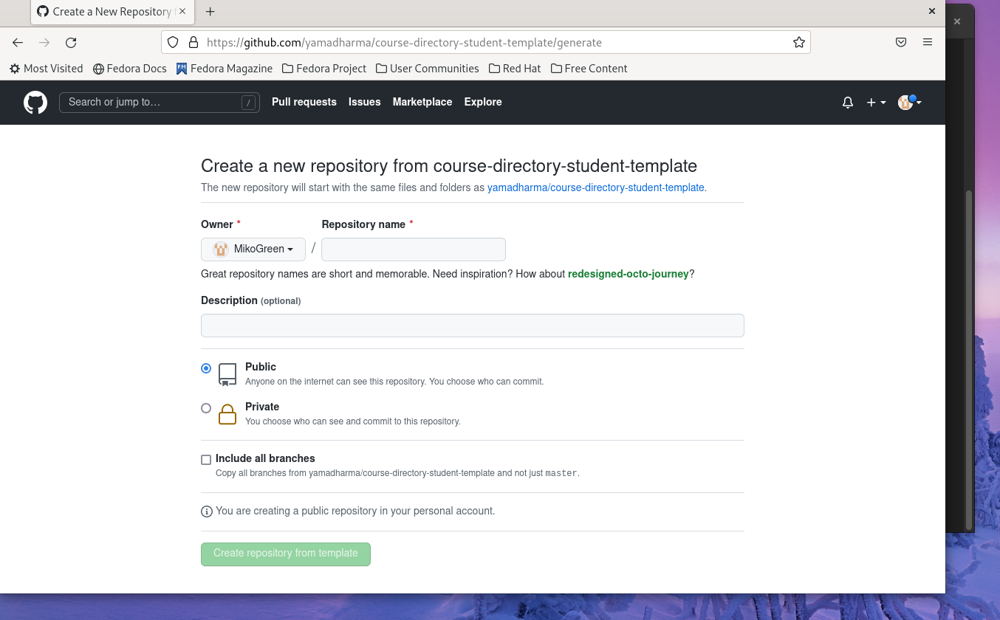 Create a New Repository
https://github.com/yamadharma/course-directory-student-template/generate
Most Visited Fedora Docs FM Fedora Magazine Fedora Project User Communities Red Hat Free Content
Search or jump to… / Pull requests Issues Marketplace Explore
Create a new repository from course-directory-student-template
The new repository will start with the same files and folders as yamadharma/course-directory-student-template.
Owner * Repository name *
MikoGreen /
Great repository names are short and memorable. Need inspiration? How about redesigned-octo-journey?
Description (optional)
Public
Anyone on the internet can see this repository. You choose who can commit.
Private
You choose who can see and commit to this repository.
Include all branches
Copy all branches from yamadharma/course-directory-student-template and not just master.
You are creating a public repository in your personal account.
Create repository from template